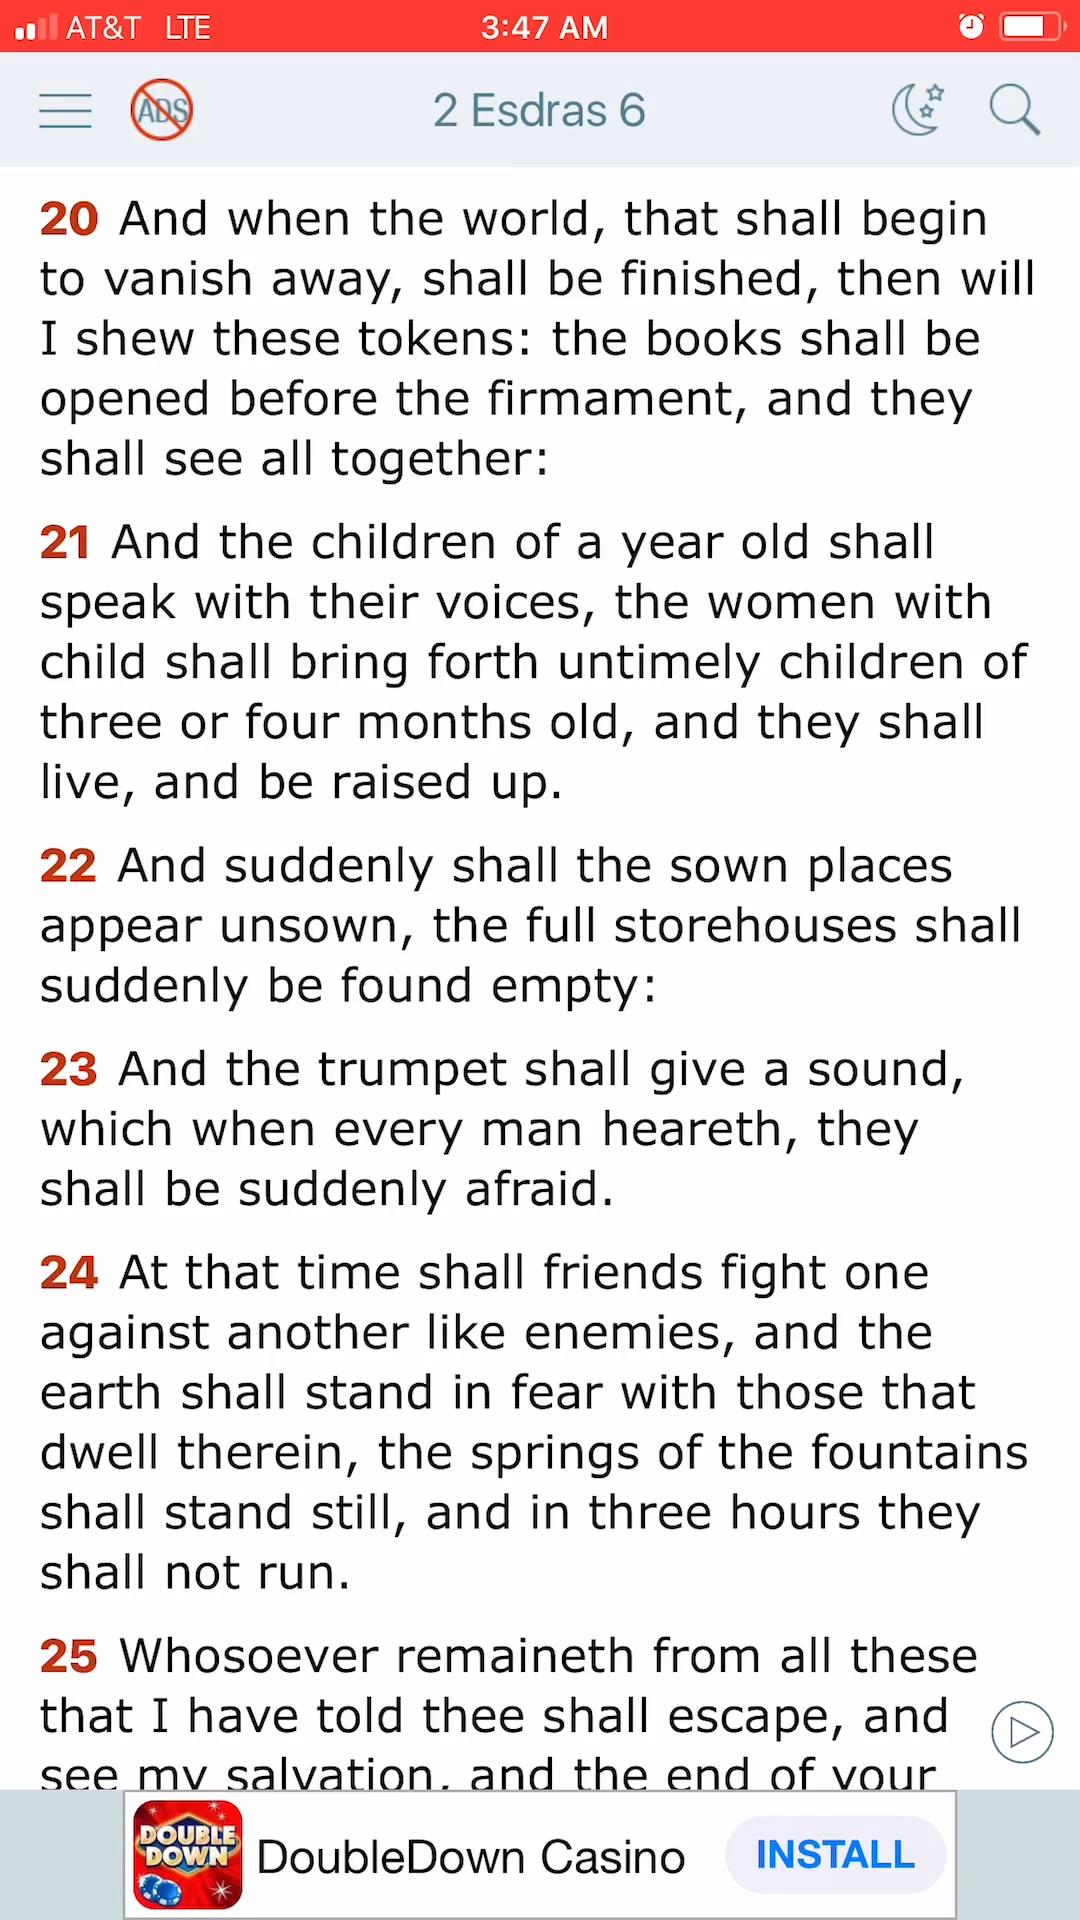 AT&T LTE 3:47 AM
ADS 2 Esdras 6
20 And when the world, that shall begin
to vanish away, shall be finished, then will
I shew these tokens: the books shall be
opened before the firmament, and they
shall see all together:
21 And the children of a year old shall
speak with their voices, the women with
child shall bring forth untimely children of
three or four months old, and they shall
live, and be raised up.
22 And suddenly shall the sown places
appear unsown, the full storehouses shall
suddenly be found empty:
23 And the trumpet shall give a sound,
which when every man heareth, they
shall be suddenly afraid.
24 At that time shall friends fight one
against another like enemies, and the
earth shall stand in fear with those that
dwell therein, the springs of the fountains
shall stand still, and in three hours they
shall not run.
25 Whosoever remaineth from all these
that I have told thee shall escape, and
see my salvation, and the end of your
DOUBLE
DOWN
DoubleDown Casino
INSTALL